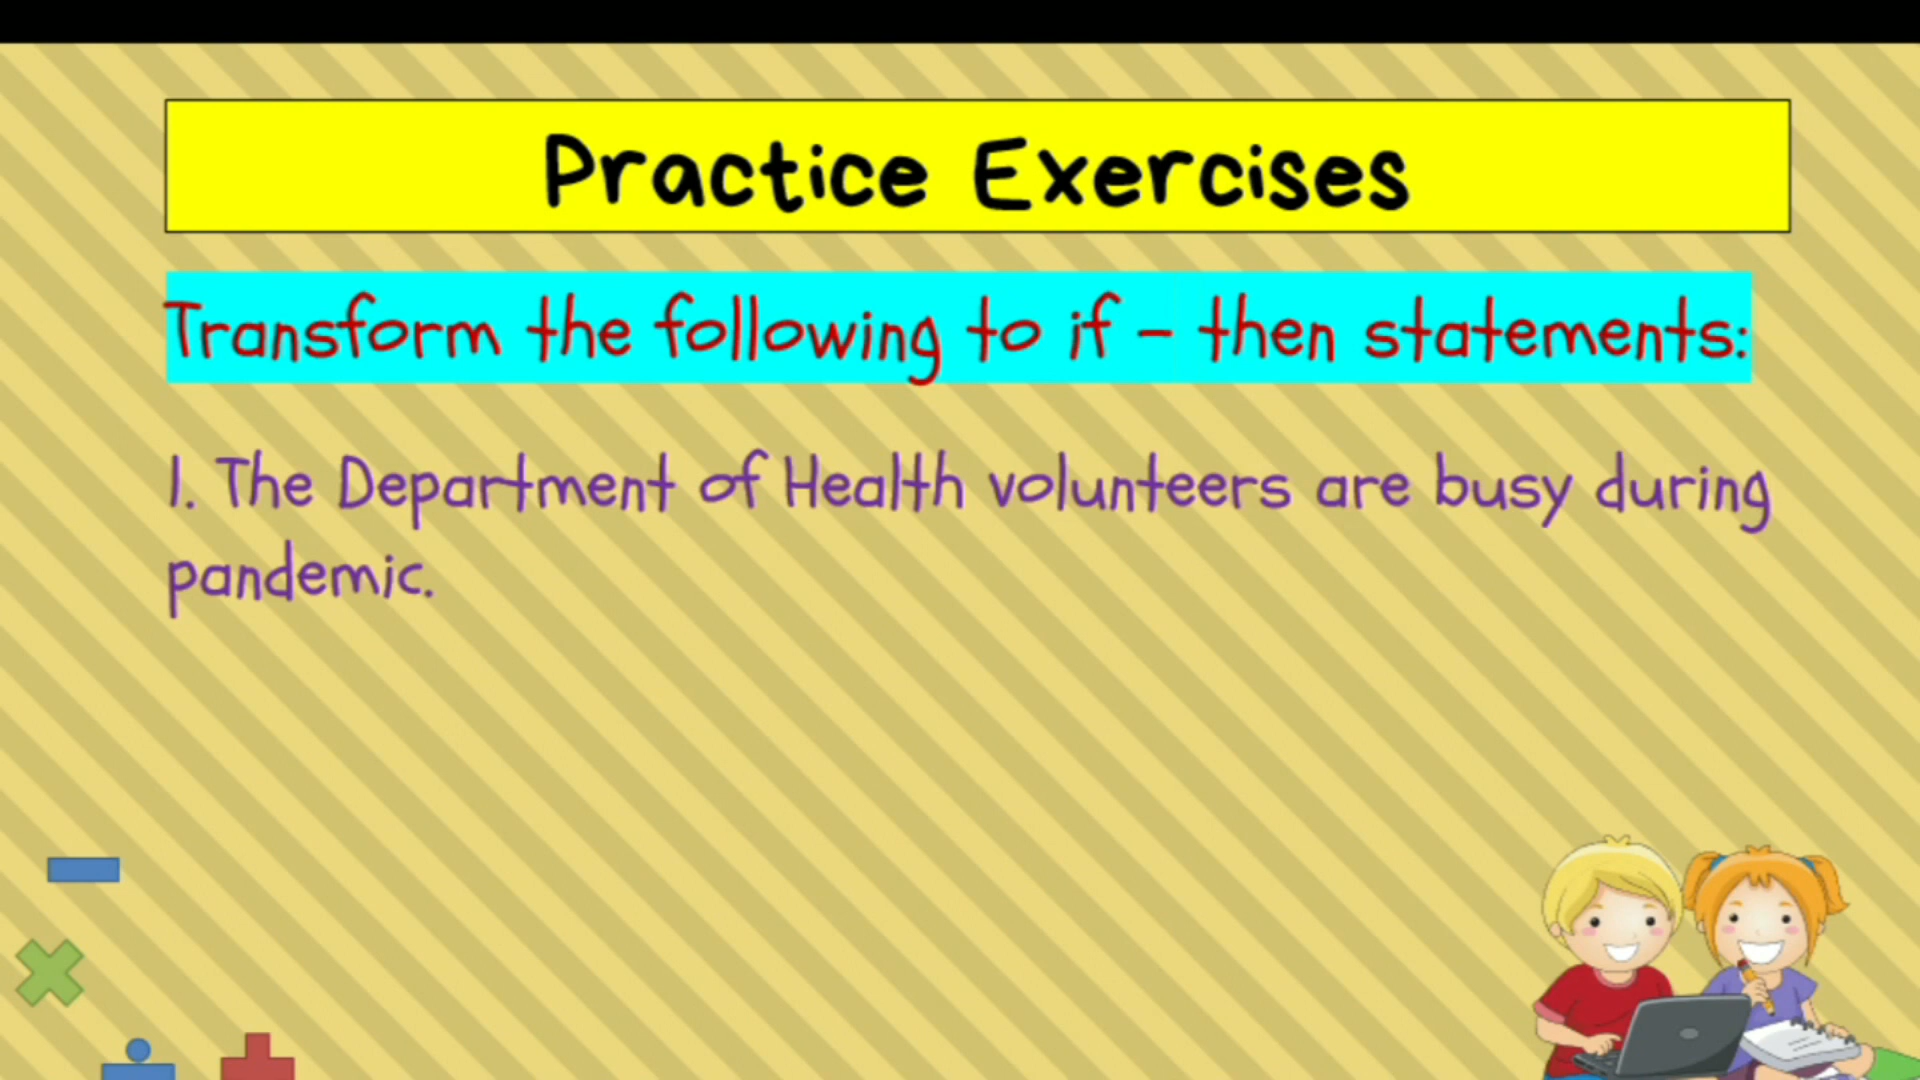 Practice Exercises
Transform the following to if - then statements:
1. The Department of Health volunteers are busy during
pandemic.